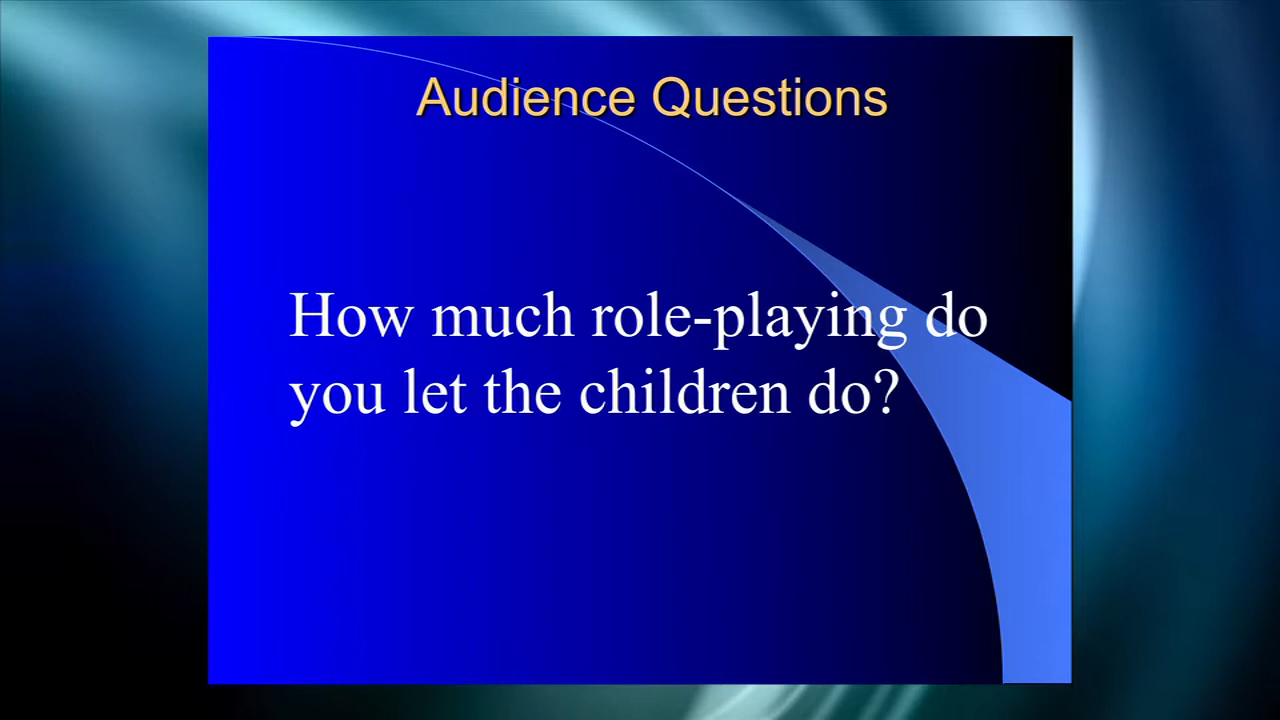 Audience Questions
How much role-playing do
you let the children do?